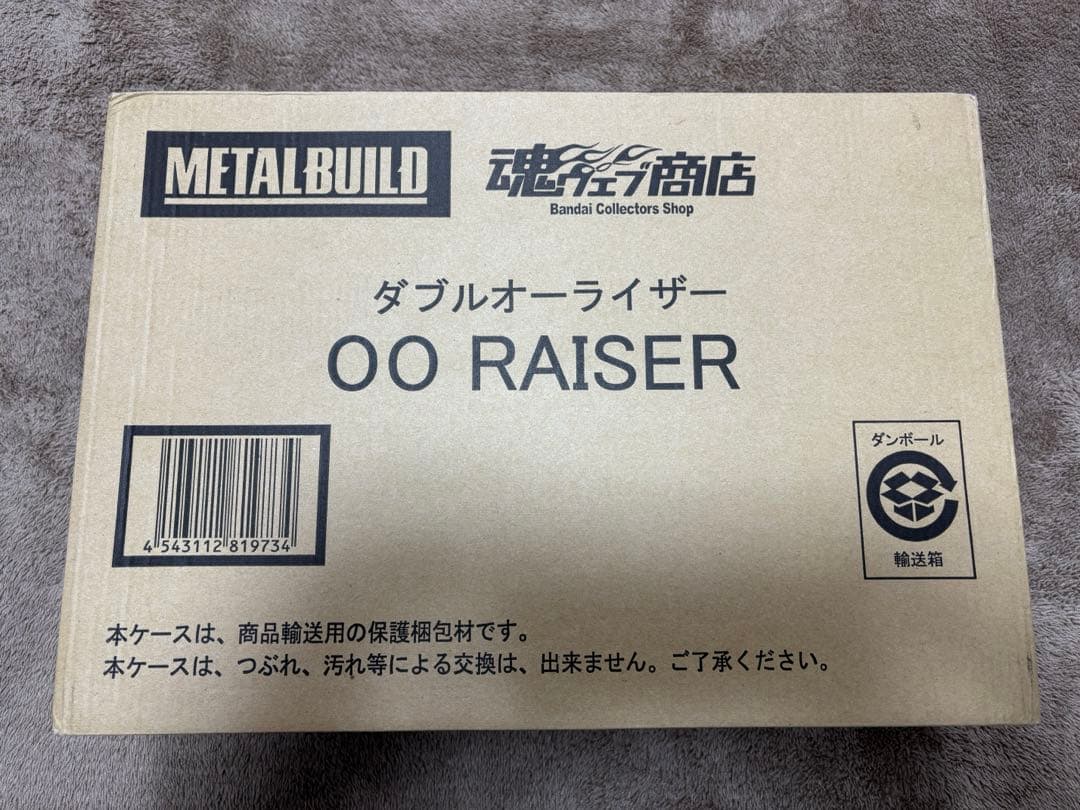 METAL BUILD
魂ウェブ商店
Bandai Collectors Shop
ダブルオーライザー
OO RAISER
4 543112 819734
ダンボール
輸送箱
本ケースは、商品輸送用の保護梱包材です。
本ケースは、つぶれ、汚れ等による交換は、出来ません。ご了承ください。